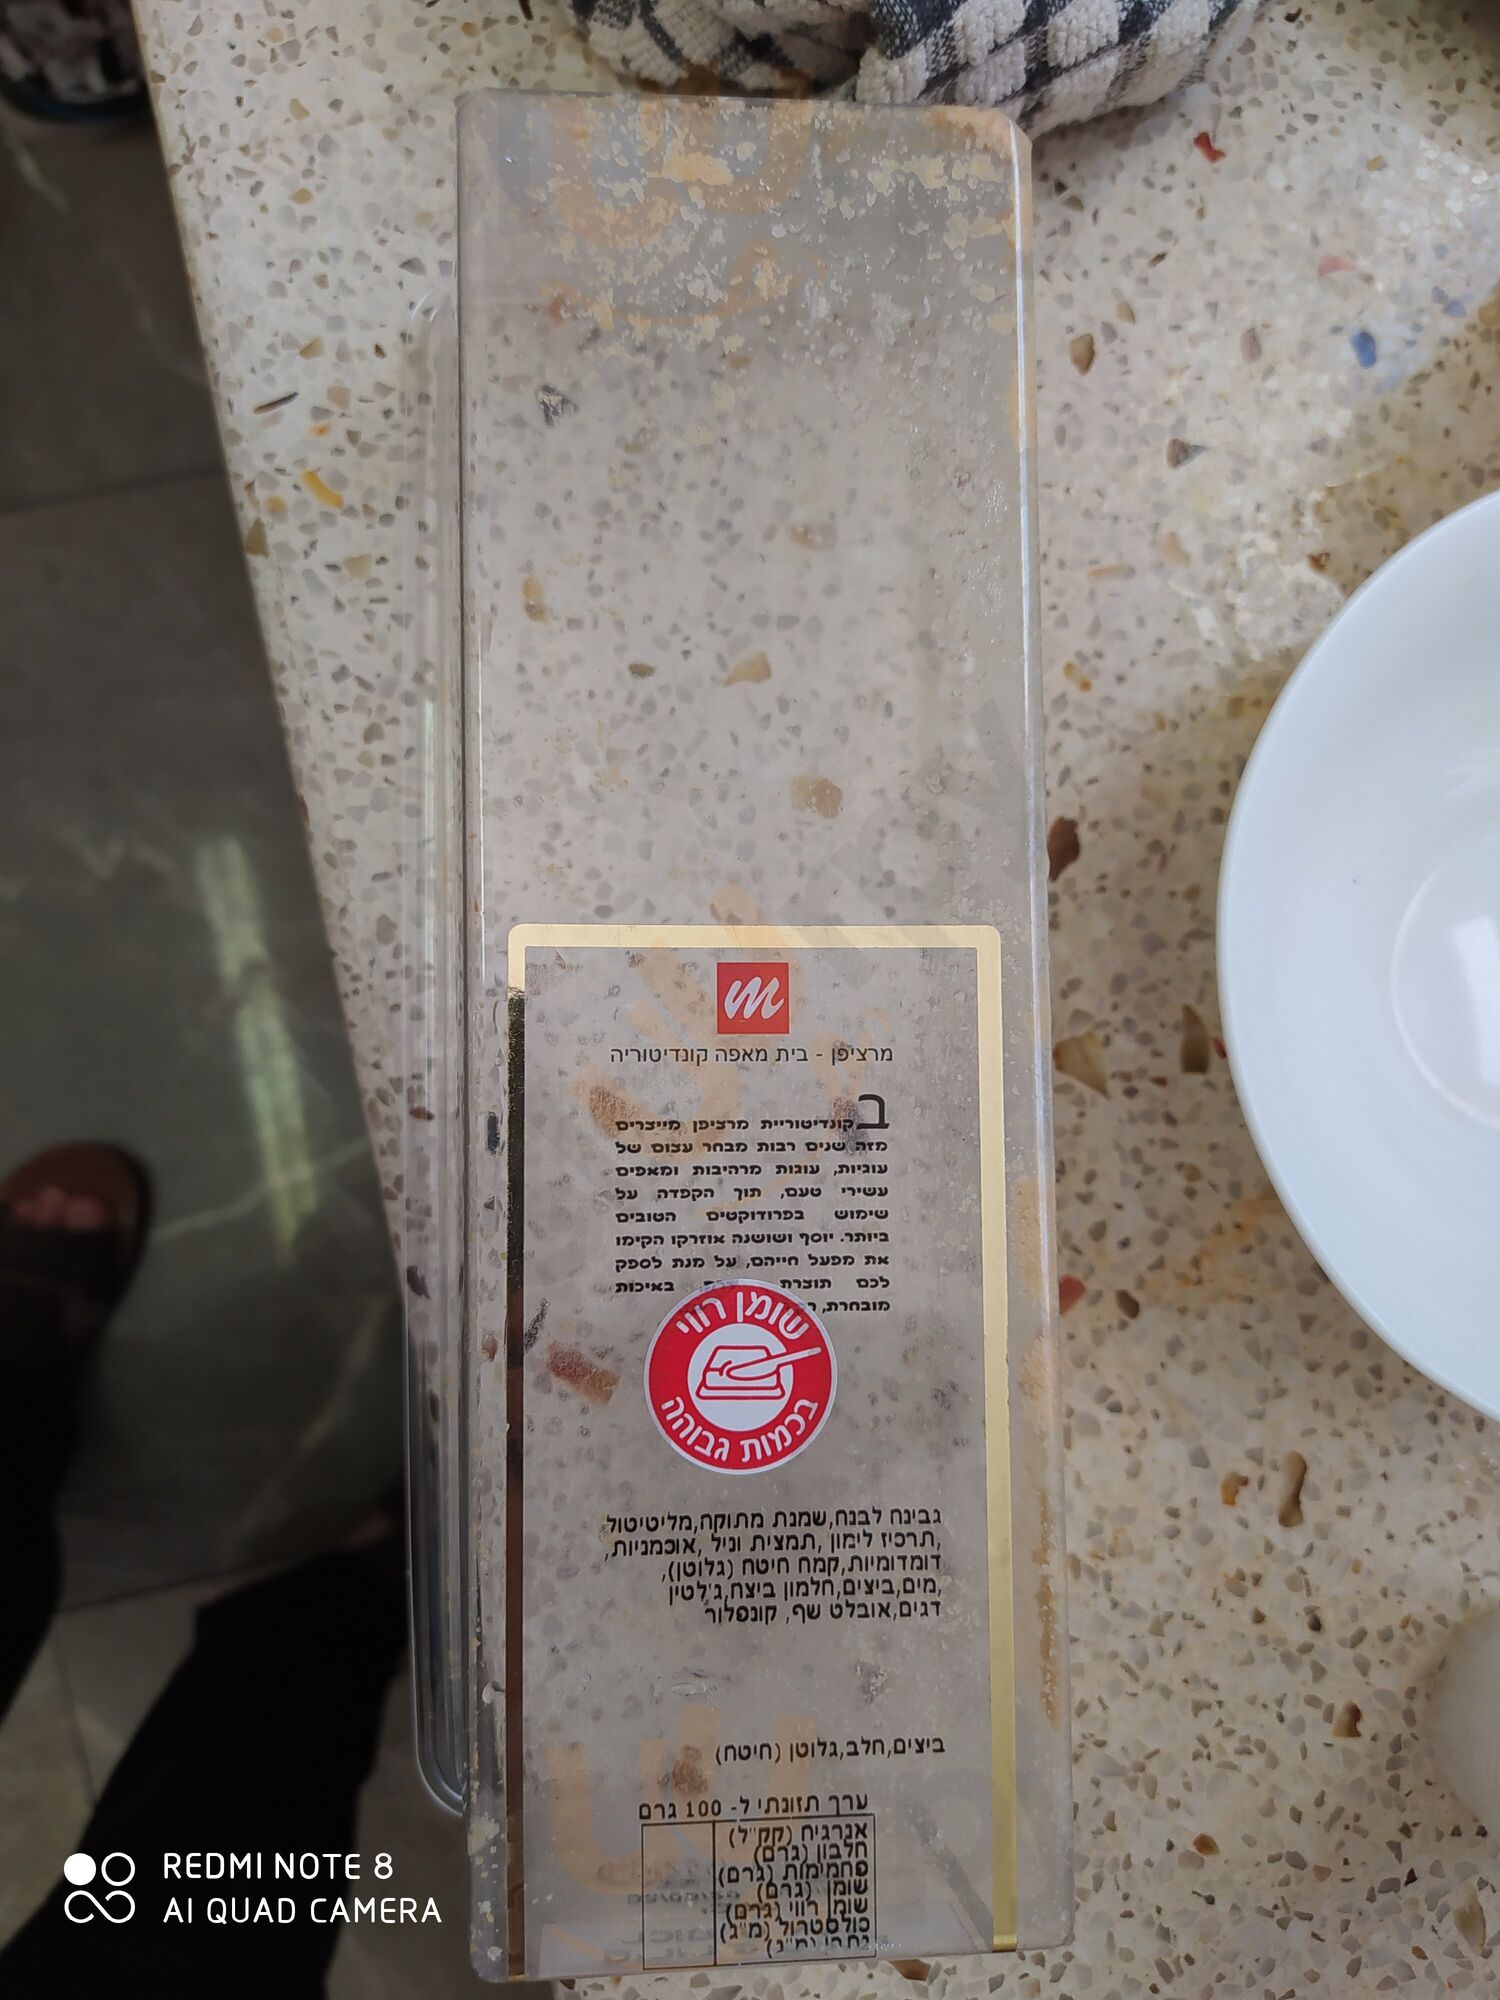 m
מרציפן - בית מאפה קונדיטוריה
בקונדיטוריית מרציפן מייצרים
מזה שנים רבות מבחר עצום של
עוגיות, עוגות מרהיבות ומאפים
עשירי טעם, תוך הקפדה על
שימוש בפרודוקטים הטובים
ביותר. יוסף ושושנה אוזרקו הקימו
את מפעל חייהם, על מנת לספק
לכם תוצרת באיכות
מובחרת,
שומן רווי
בכמות גבוהה
גבינה לבנה,שמנת מתוקה,מליטיטול
,תרכיז לימון ,תמצית וניל ,אוכמניות,
דומדומיות,קמח חיטה (גלוטן),
,מים,ביצים,חלמון ביצה,ג'לטין
דגים,אובלט שף, קונפלור
ביצים,חלב,גלוטן (חיטה)
ערך תזונתי ל- 100 גרם
אנרגיה (קק"ל)
חלבון (גרם)
פחמימות (גרם)
שומן (גרם)
שומן רווי (גרם)
כולסטרול (מ"ג)
נתרן (מ"ג)
REDMI NOTE 8
AI QUAD CAMERA